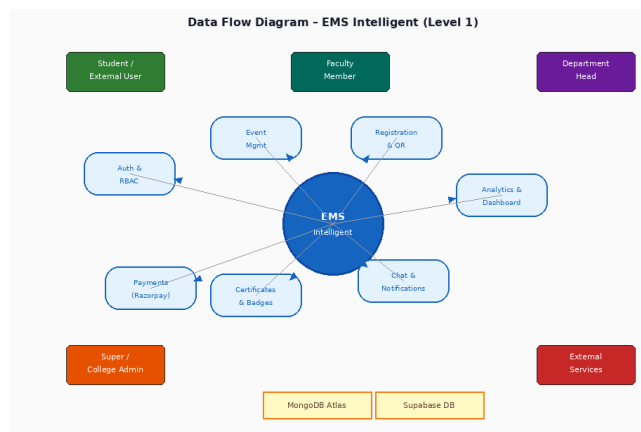 Data Flow Diagram – EMS Intelligent (Level 1)
Student /
External User
Faculty
Member
Department
Head
Event
Mgmt
Registration
& QR
Auth &
RBAC
Analytics &
Dashboard
EMS
Intelligent
Payments
(Razorpay)
Certificates
& Badges
Chat &
Notifications
Super /
College Admin
External
Services
MongoDB Atlas
Supabase DB